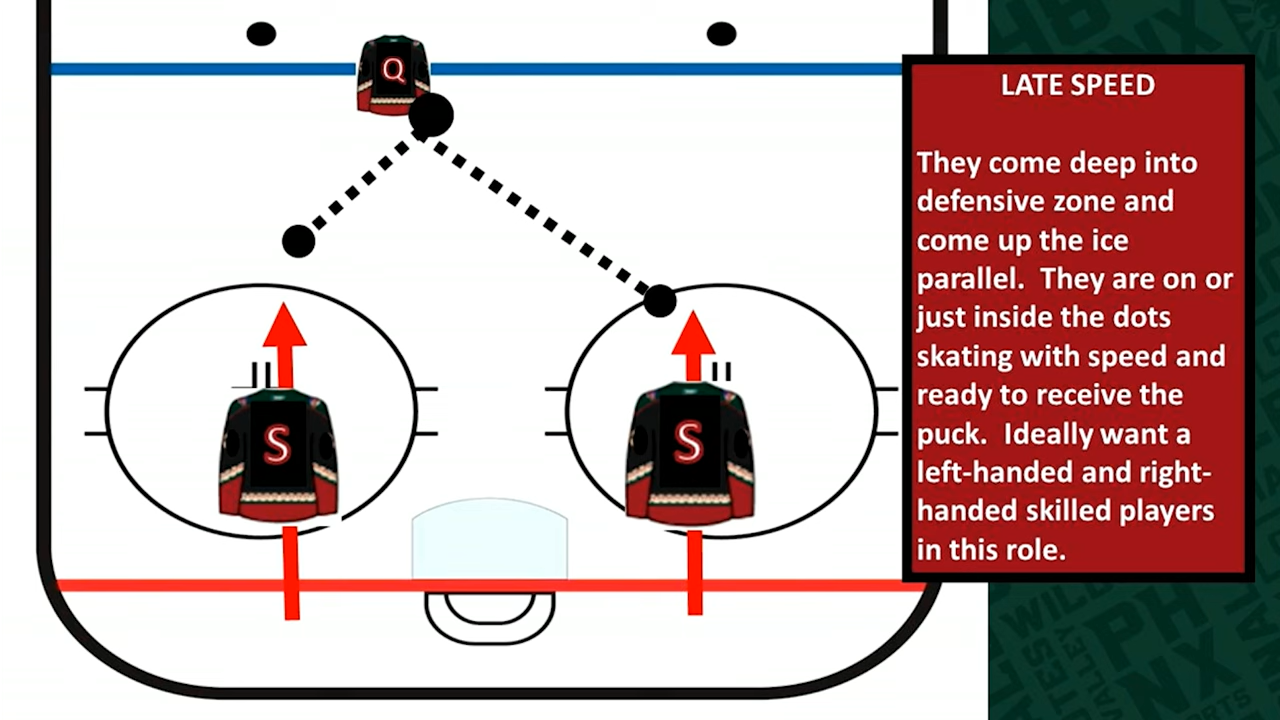 Q
LATE SPEED
They come deep into
defensive zone and
come up the ice
parallel. They are on or
just inside the dots
skating with speed and
ready to receive the
puck. Ideally want a
left-handed and right-
handed skilled players
in this role.
S
S
PHNX